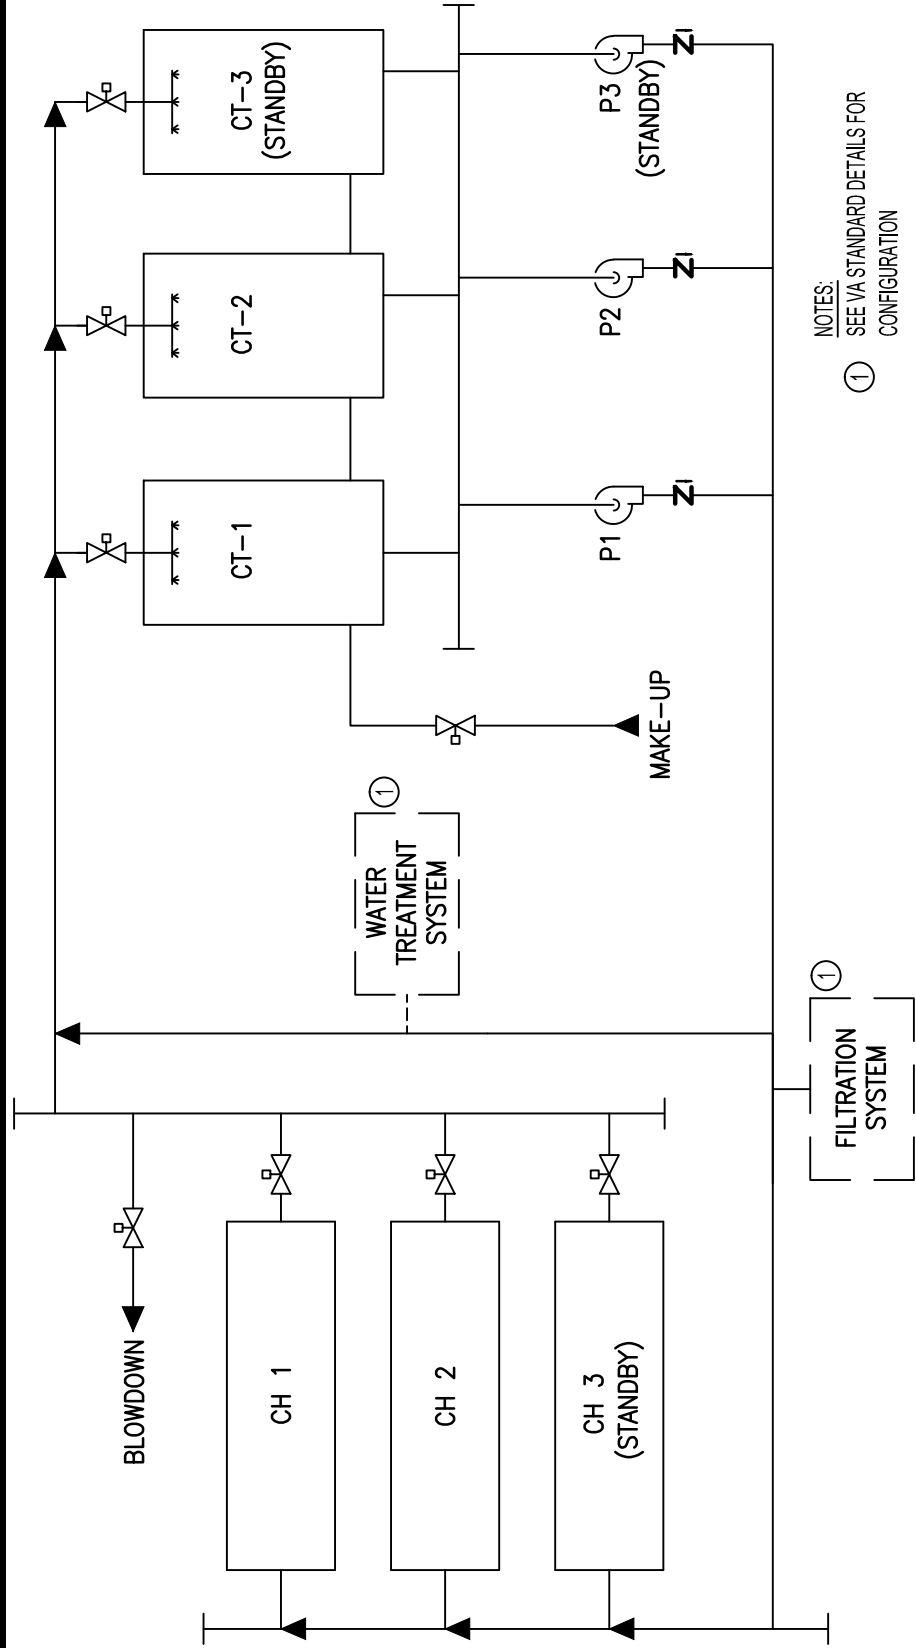 BLOWDOWN
CH 1
CH 2
CH 3
(STANDBY)
WATER
TREATMENT
SYSTEM
1
FILTRATION
SYSTEM
1
MAKE-UP
CT-1
CT-2
CT-3
(STANDBY)
P1
P2
P3
(STANDBY)
NOTES:
1 SEE VA STANDARD DETAILS FOR
CONFIGURATION